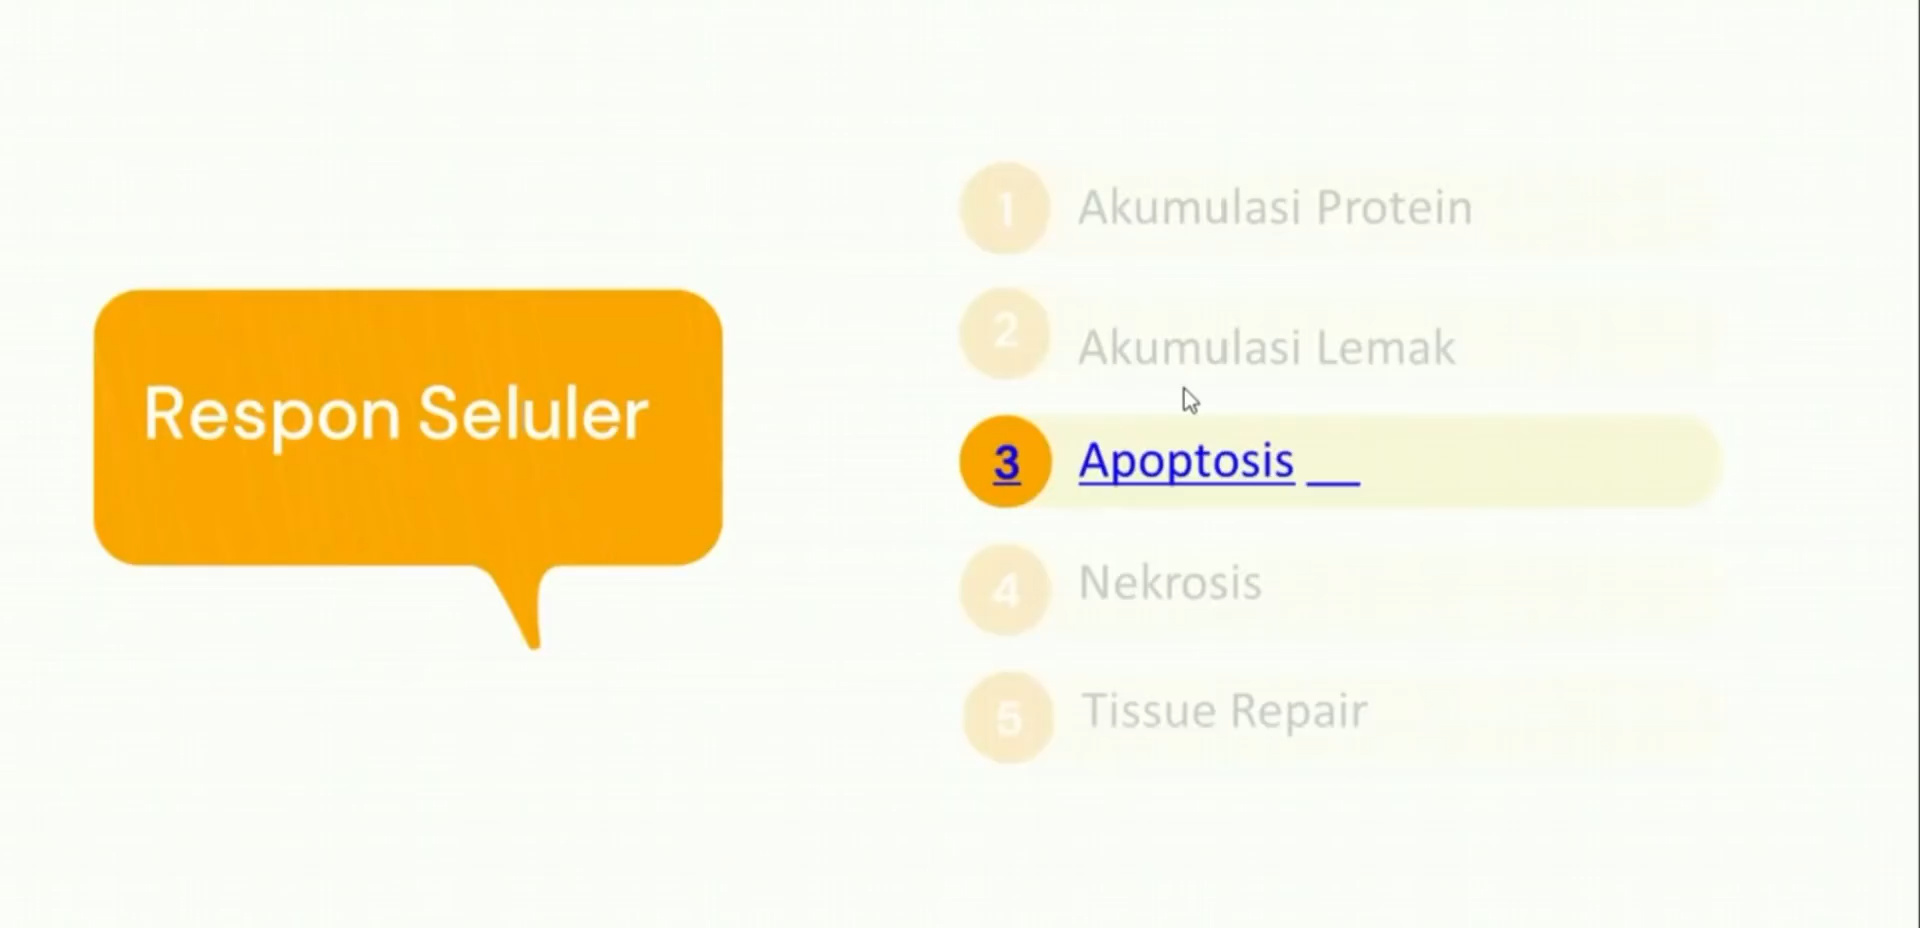 Respon Seluler
1 Akumulasi Protein
2 Akumulasi Lemak
3 Apoptosis
4 Nekrosis
5 Tissue Repair